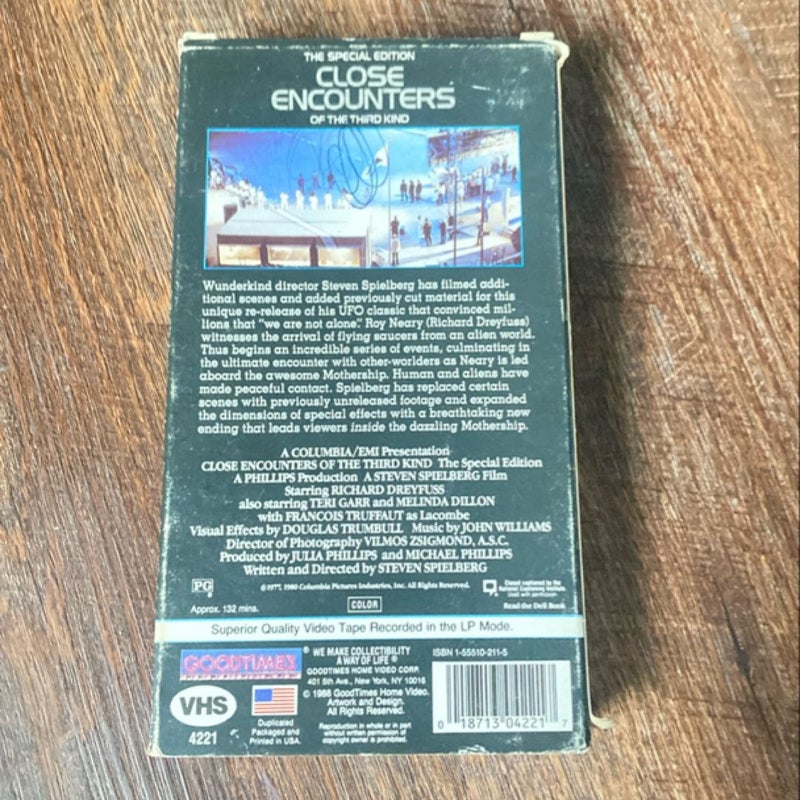 THE SPECIAL EDITION
CLOSE
ENCOUNTERS
OF THE THIRD KIND
Wunderkind director Steven Spielberg has filmed addi-
tional scenes and added previously cut material for this
unique re-release of his UFO classic that convinced mil-
lions that "we are not alone." Roy Neary (Richard Dreyfuss)
witnesses the arrival of flying saucers from an alien world.
Thus begins an incredible series of events, culminating in
the ultimate encounter with other-worlders as Neary is led
aboard the awesome Mothership. Human and aliens have
made peaceful contact. Spielberg has replaced certain
scenes with previously unreleased footage and expanded
the dimensions of special effects with a breathtaking new
ending that leads viewers inside the dazzling Mothership.
A COLUMBIA/EMI Presentation
CLOSE ENCOUNTERS OF THE THIRD KIND The Special Edition
A PHILLIPS Production A STEVEN SPIELBERG Film
Starring RICHARD DREYFUSS
also starring TERI GARR and MELINDA DILLON
with FRANCOIS TRUFFAUT as Lacombe
Visual Effects by DOUGLAS TRUMBULL Music by JOHN WILLIAMS
Director of Photography VILMOS ZSIGMOND, A.S.C.
Produced by JULIA PHILLIPS and MICHAEL PHILLIPS
Written and Directed by STEVEN SPIELBERG
©1977, 1980 Columbia Pictures Industries, Inc. All Rights Reserved.
PG
Closed captioned by the
National Captioning Institute
Used with permission
Approx. 132 mins.
COLOR
Read the Dell Book
Superior Quality Video Tape Recorded in the LP Mode.
GOODTIMES
® WE MAKE COLLECTIBILITY
A WAY OF LIFE ®
GOODTIMES HOME VIDEO CORP.
401 5th Ave., New York, NY 10016
© 1988 GoodTimes Home Video.
Artwork and Design.
All Rights Reserved.
Reproduction in whole or in part
without written permission of
copyright owner is prohibited.
VHS
4221
Duplicated
Packaged and
Printed in USA.
ISBN 1-55510-211-5
0 18713 04221 7